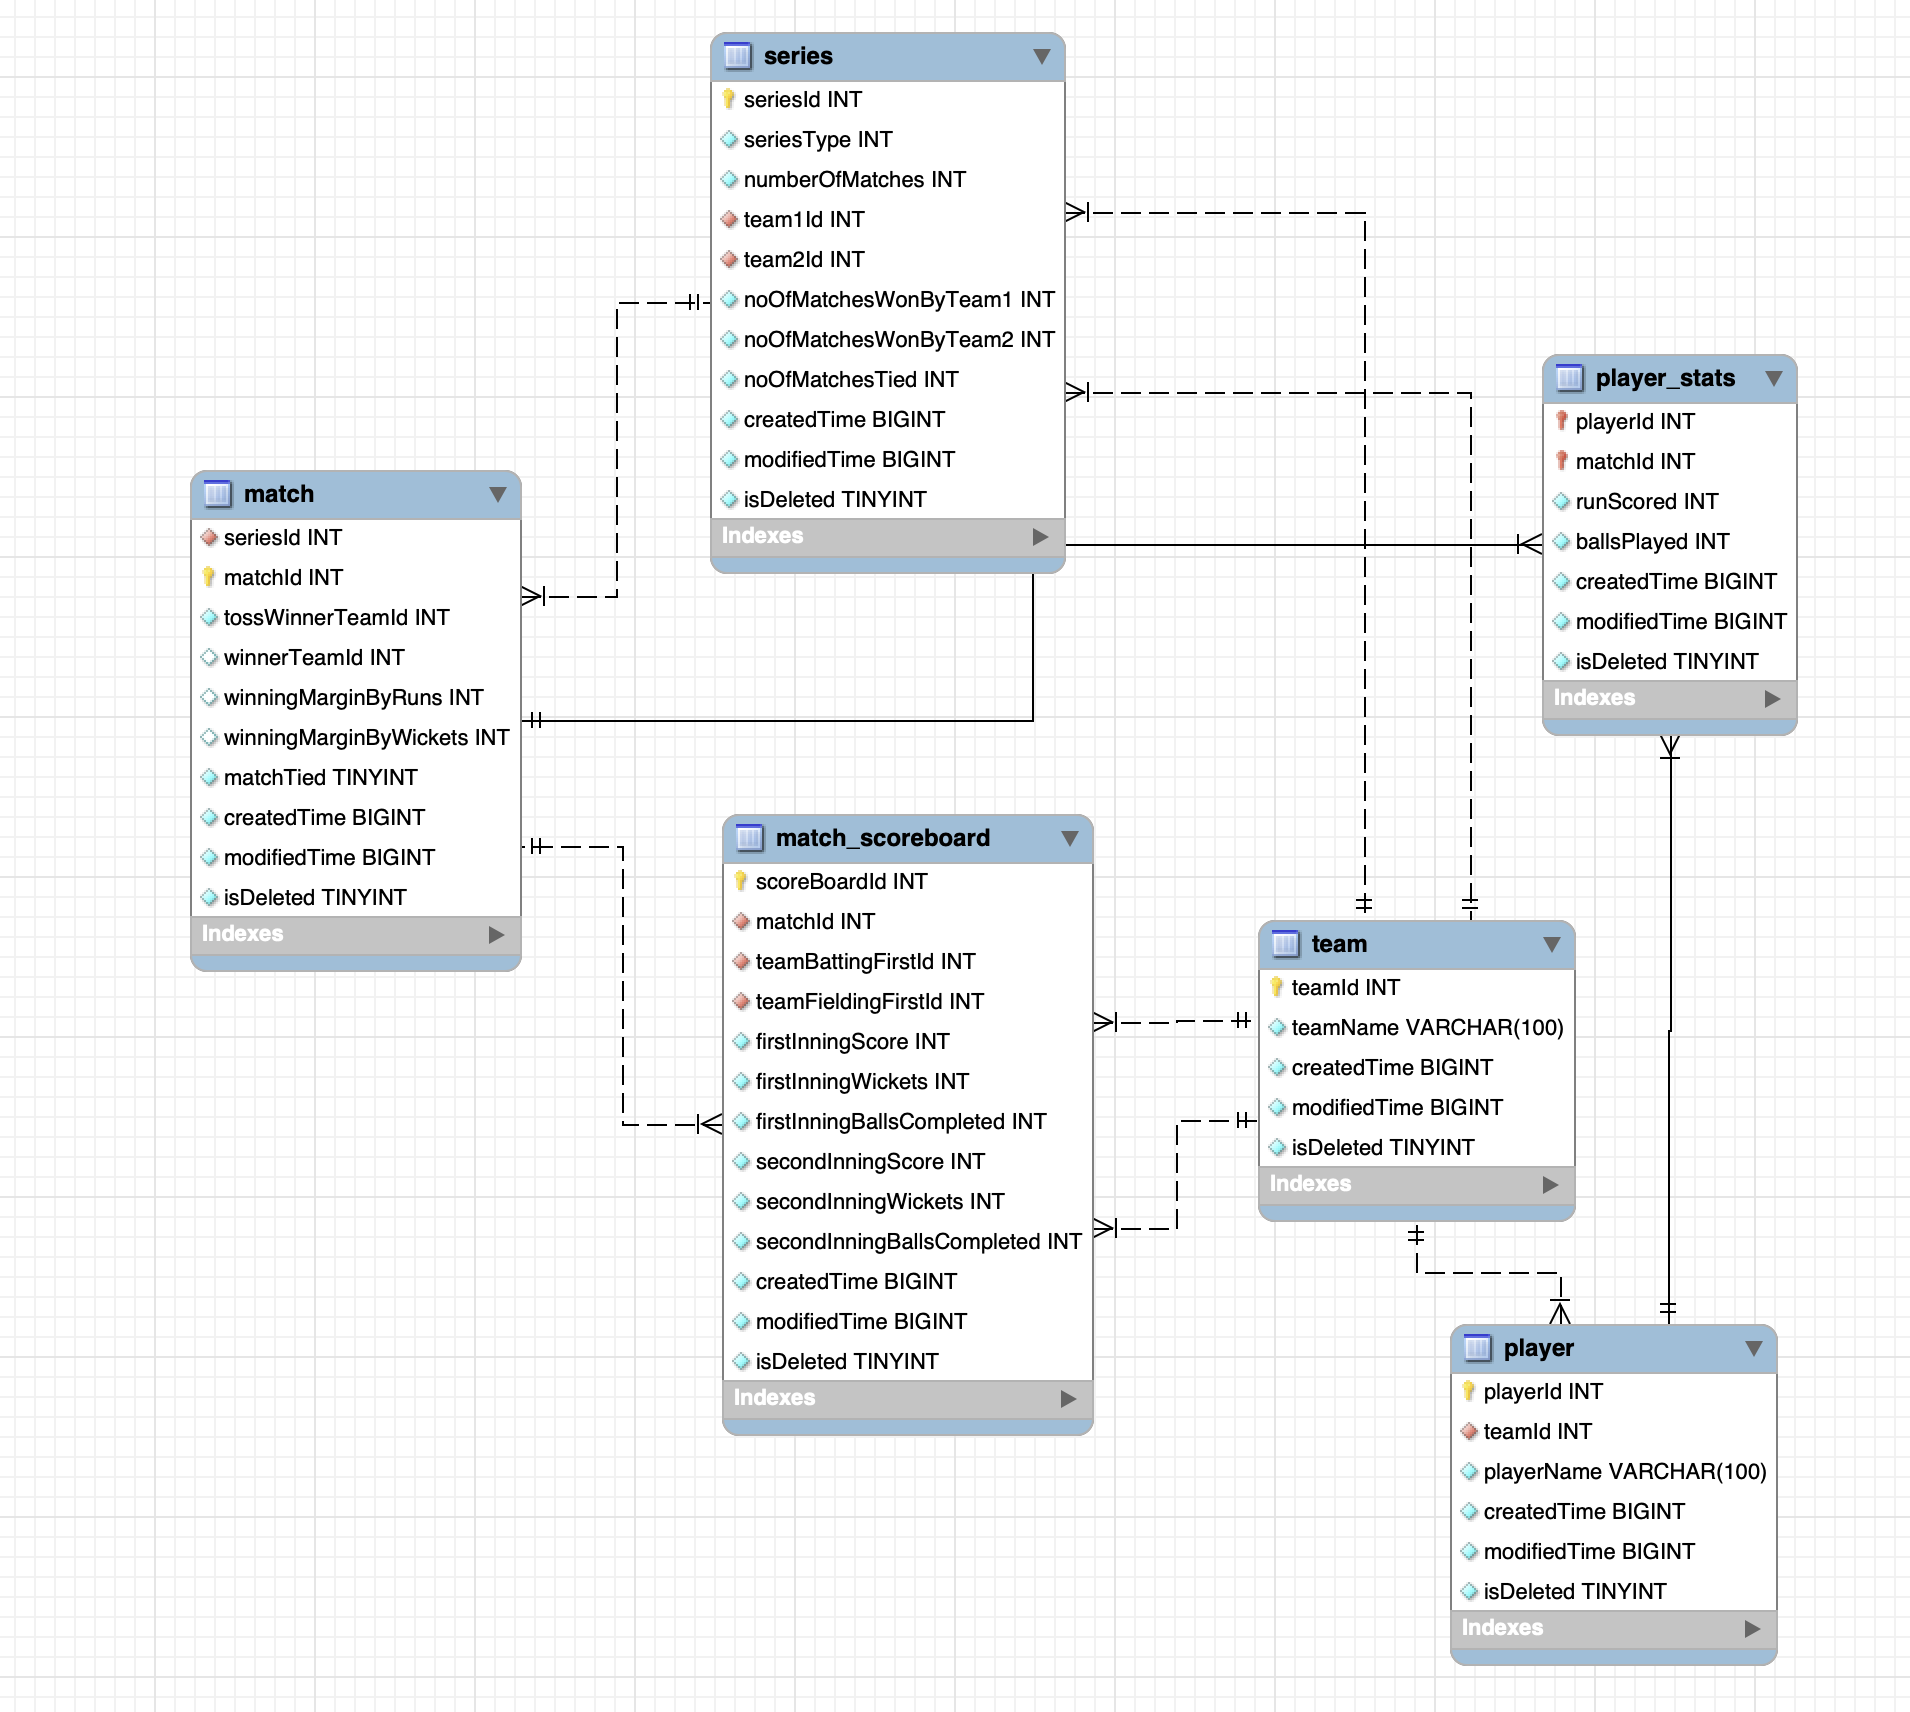 series
seriesId INT
seriesType INT
numberOfMatches INT
team1Id INT
team2Id INT
noOfMatchesWonByTeam1 INT
noOfMatchesWonByTeam2 INT
noOfMatchesTied INT
createdTime BIGINT
modifiedTime BIGINT
isDeleted TINYINT
Indexes
player_stats
playerId INT
matchId INT
runScored INT
ballsPlayed INT
createdTime BIGINT
modifiedTime BIGINT
isDeleted TINYINT
Indexes
match
seriesId INT
matchId INT
tossWinnerTeamId INT
winnerTeamId INT
winningMarginByRuns INT
winningMarginByWickets INT
matchTied TINYINT
createdTime BIGINT
modifiedTime BIGINT
isDeleted TINYINT
Indexes
match_scoreboard
scoreBoardId INT
matchId INT
teamBattingFirstId INT
teamFieldingFirstId INT
firstInningScore INT
firstInningWickets INT
firstInningBallsCompleted INT
secondInningScore INT
secondInningWickets INT
secondInningBallsCompleted INT
createdTime BIGINT
modifiedTime BIGINT
isDeleted TINYINT
Indexes
team
teamId INT
teamName VARCHAR(100)
createdTime BIGINT
modifiedTime BIGINT
isDeleted TINYINT
Indexes
player
playerId INT
teamId INT
playerName VARCHAR(100)
createdTime BIGINT
modifiedTime BIGINT
isDeleted TINYINT
Indexes